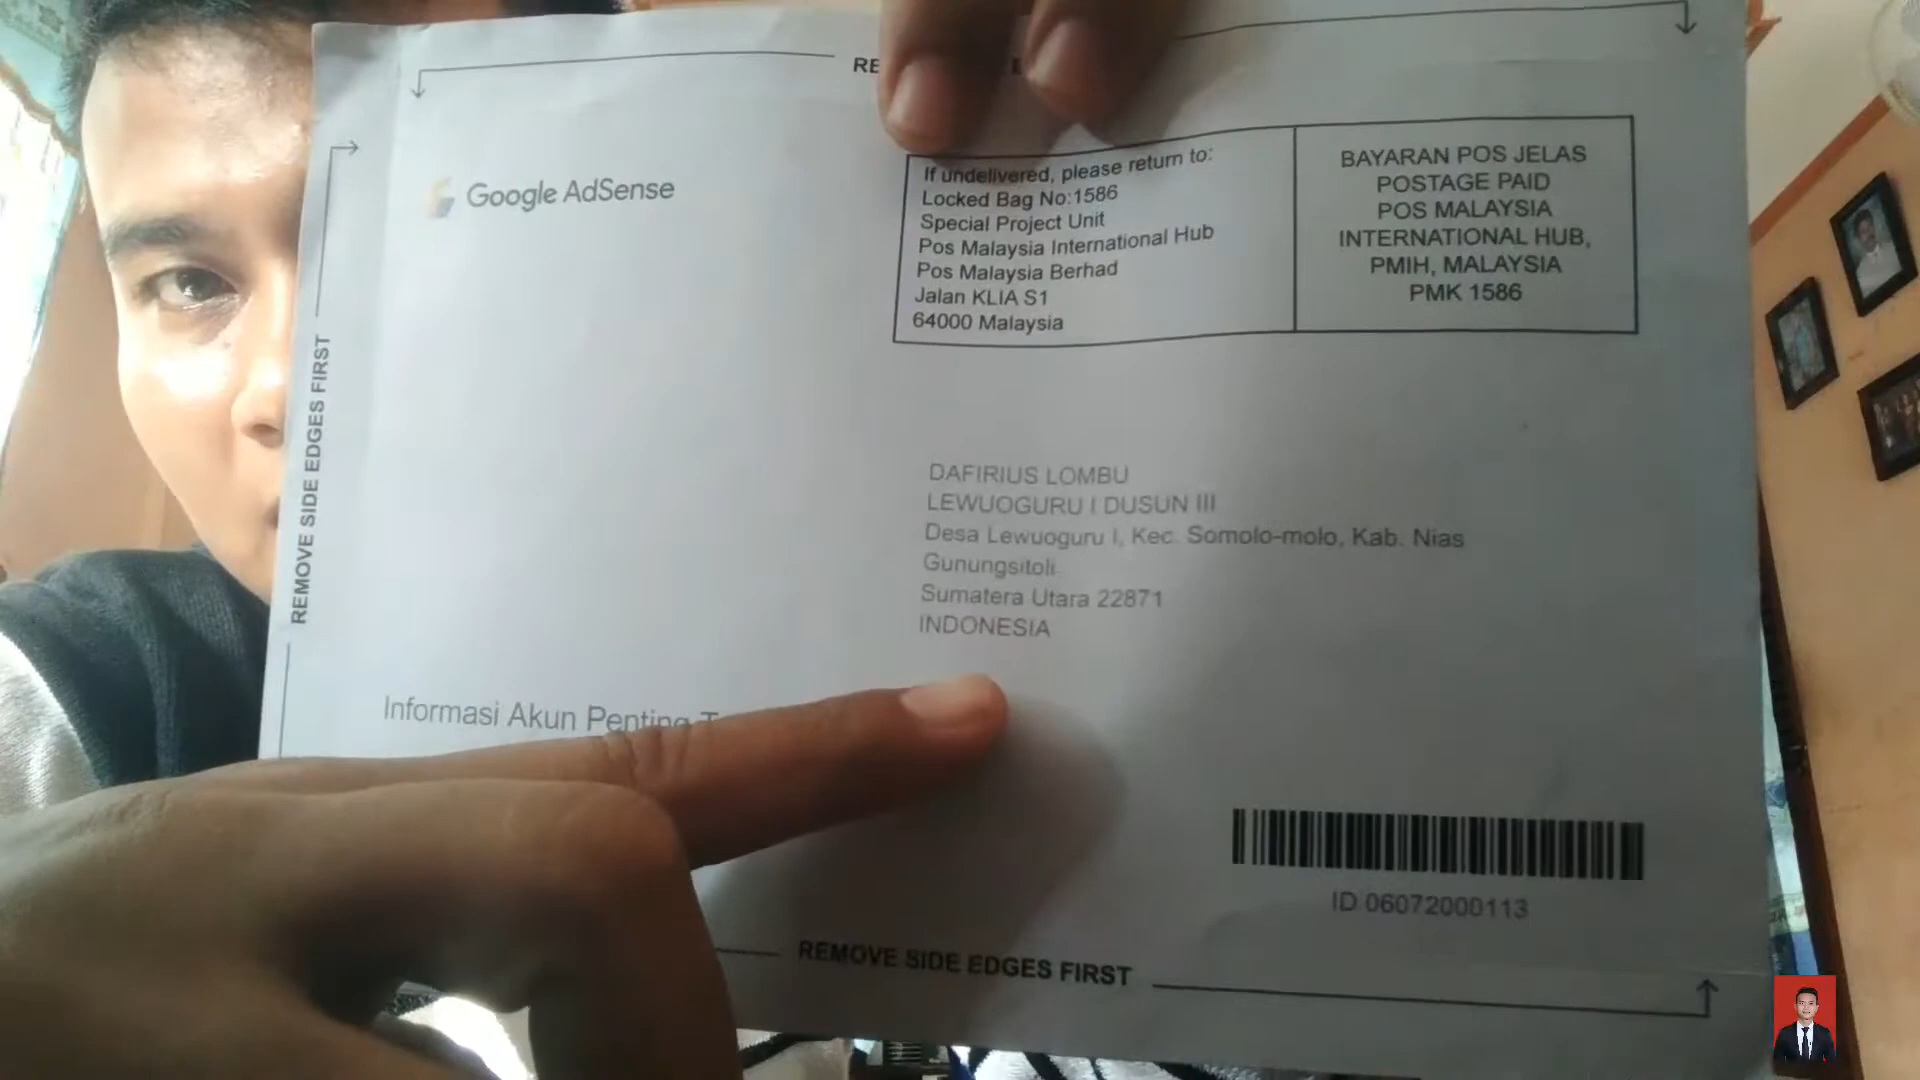 Google AdSense
If undelivered, please return to:
Locked Bag No:1586
Special Project Unit
Pos Malaysia International Hub
Pos Malaysia Berhad
Jalan KLIA S1
64000 Malaysia
BAYARAN POS JELAS
POSTAGE PAID
POS MALAYSIA
INTERNATIONAL HUB,
PMIH, MALAYSIA
PMK 1586
REMOVE SIDE EDGES FIRST
DAFIRIUS LOMBU
LEWUOGURU I DUSUN III
Desa Lewuoguru I, Kec. Somolo-molo, Kab. Nias
Gunungsitoli
Sumatera Utara 22871
INDONESIA
Informasi Akun Penting
ID 06072000113
REMOVE SIDE EDGES FIRST